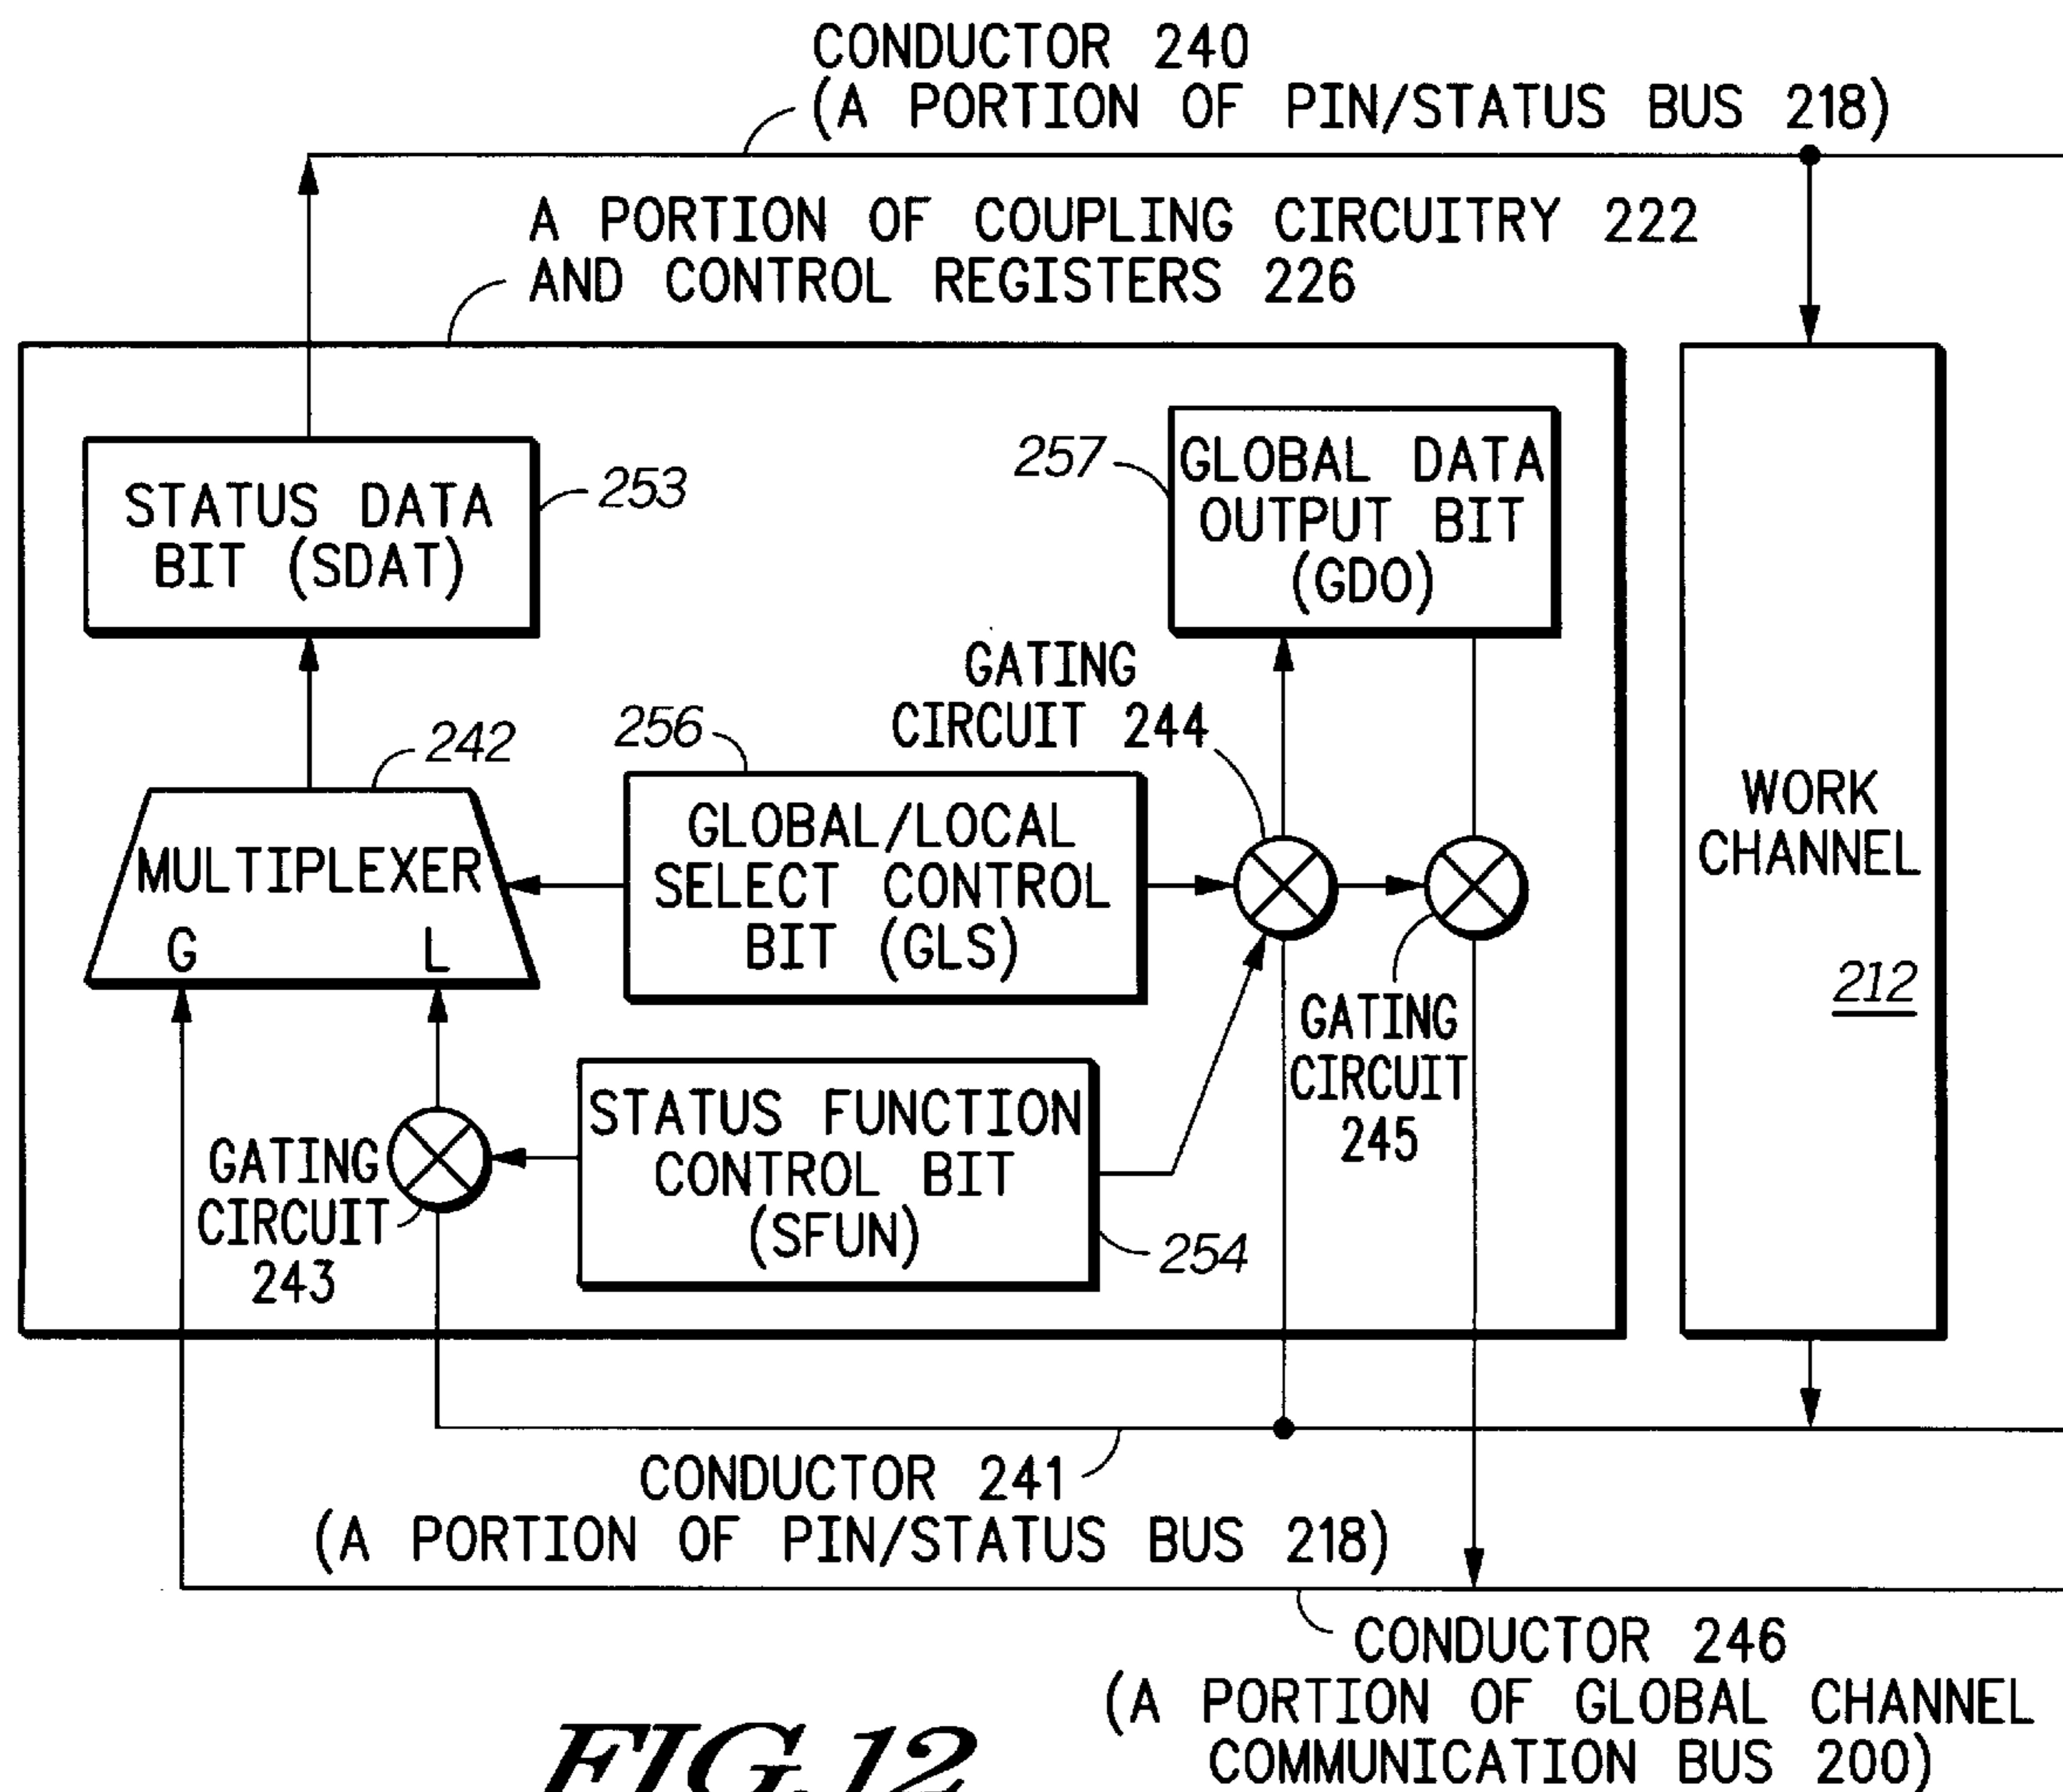 CONDUCTOR 240
(A PORTION OF PIN/STATUS BUS 218)
A PORTION OF COUPLING CIRCUITRY 222
AND CONTROL REGISTERS 226
STATUS DATA
BIT (SDAT)
253
257
GLOBAL DATA
OUTPUT BIT
(GDO)
GATING
CIRCUIT 244
242
256
MULTIPLEXER
G L
GLOBAL/LOCAL
SELECT CONTROL
BIT (GLS)
WORK
CHANNEL
212
GATING
CIRCUIT
245
GATING
CIRCUIT
243
STATUS FUNCTION
CONTROL BIT
(SFUN)
254
CONDUCTOR 241
(A PORTION OF PIN/STATUS BUS 218)
CONDUCTOR 246
(A PORTION OF GLOBAL CHANNEL
COMMUNICATION BUS 200)
FIG.12